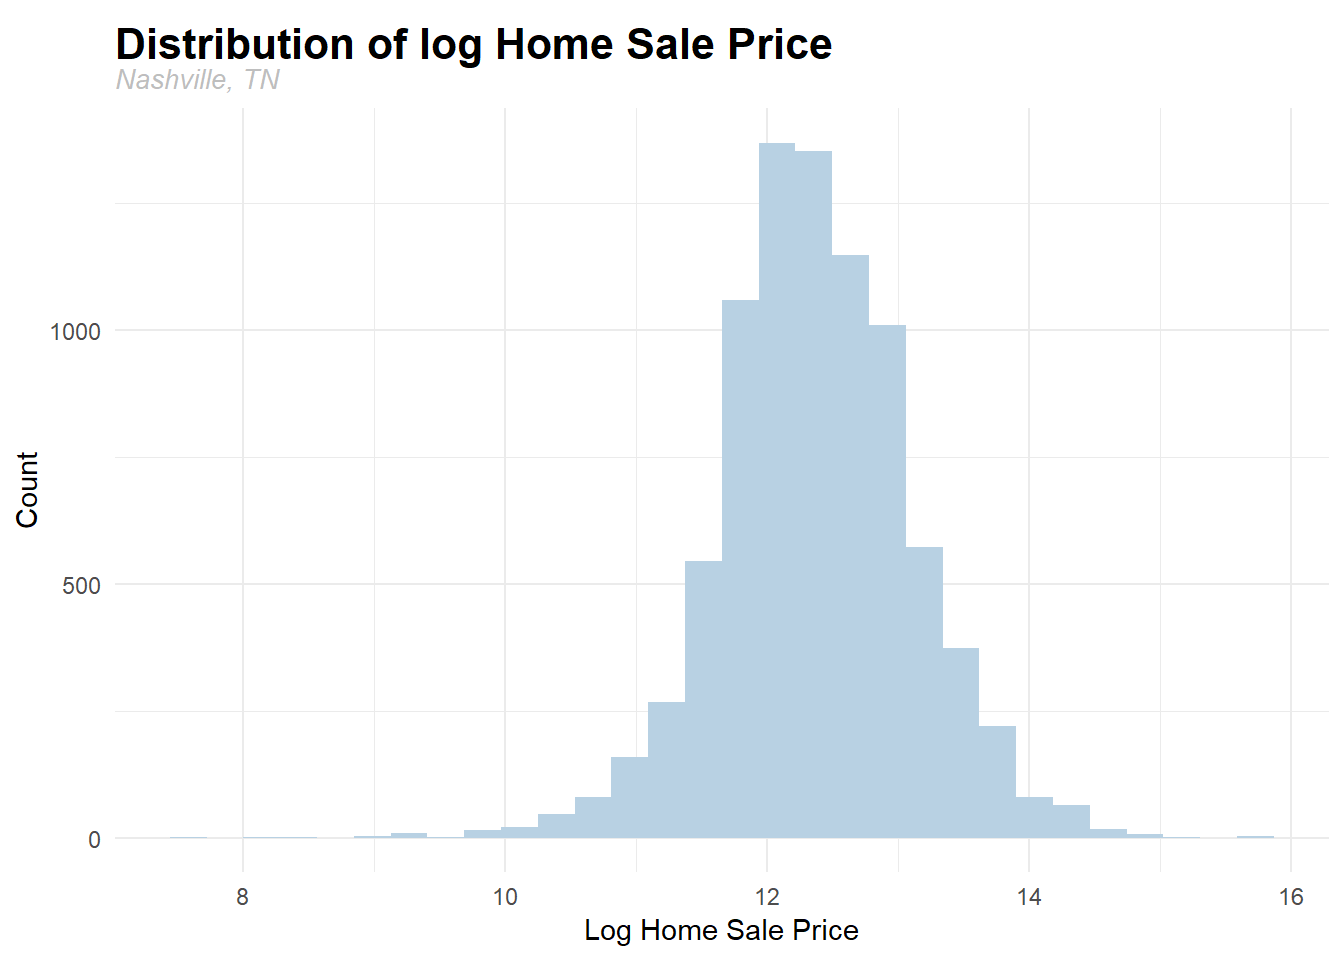 Distribution of log Home Sale Price
Nashville, TN
1000
500
0
Count
8 10 12 14 16
Log Home Sale Price